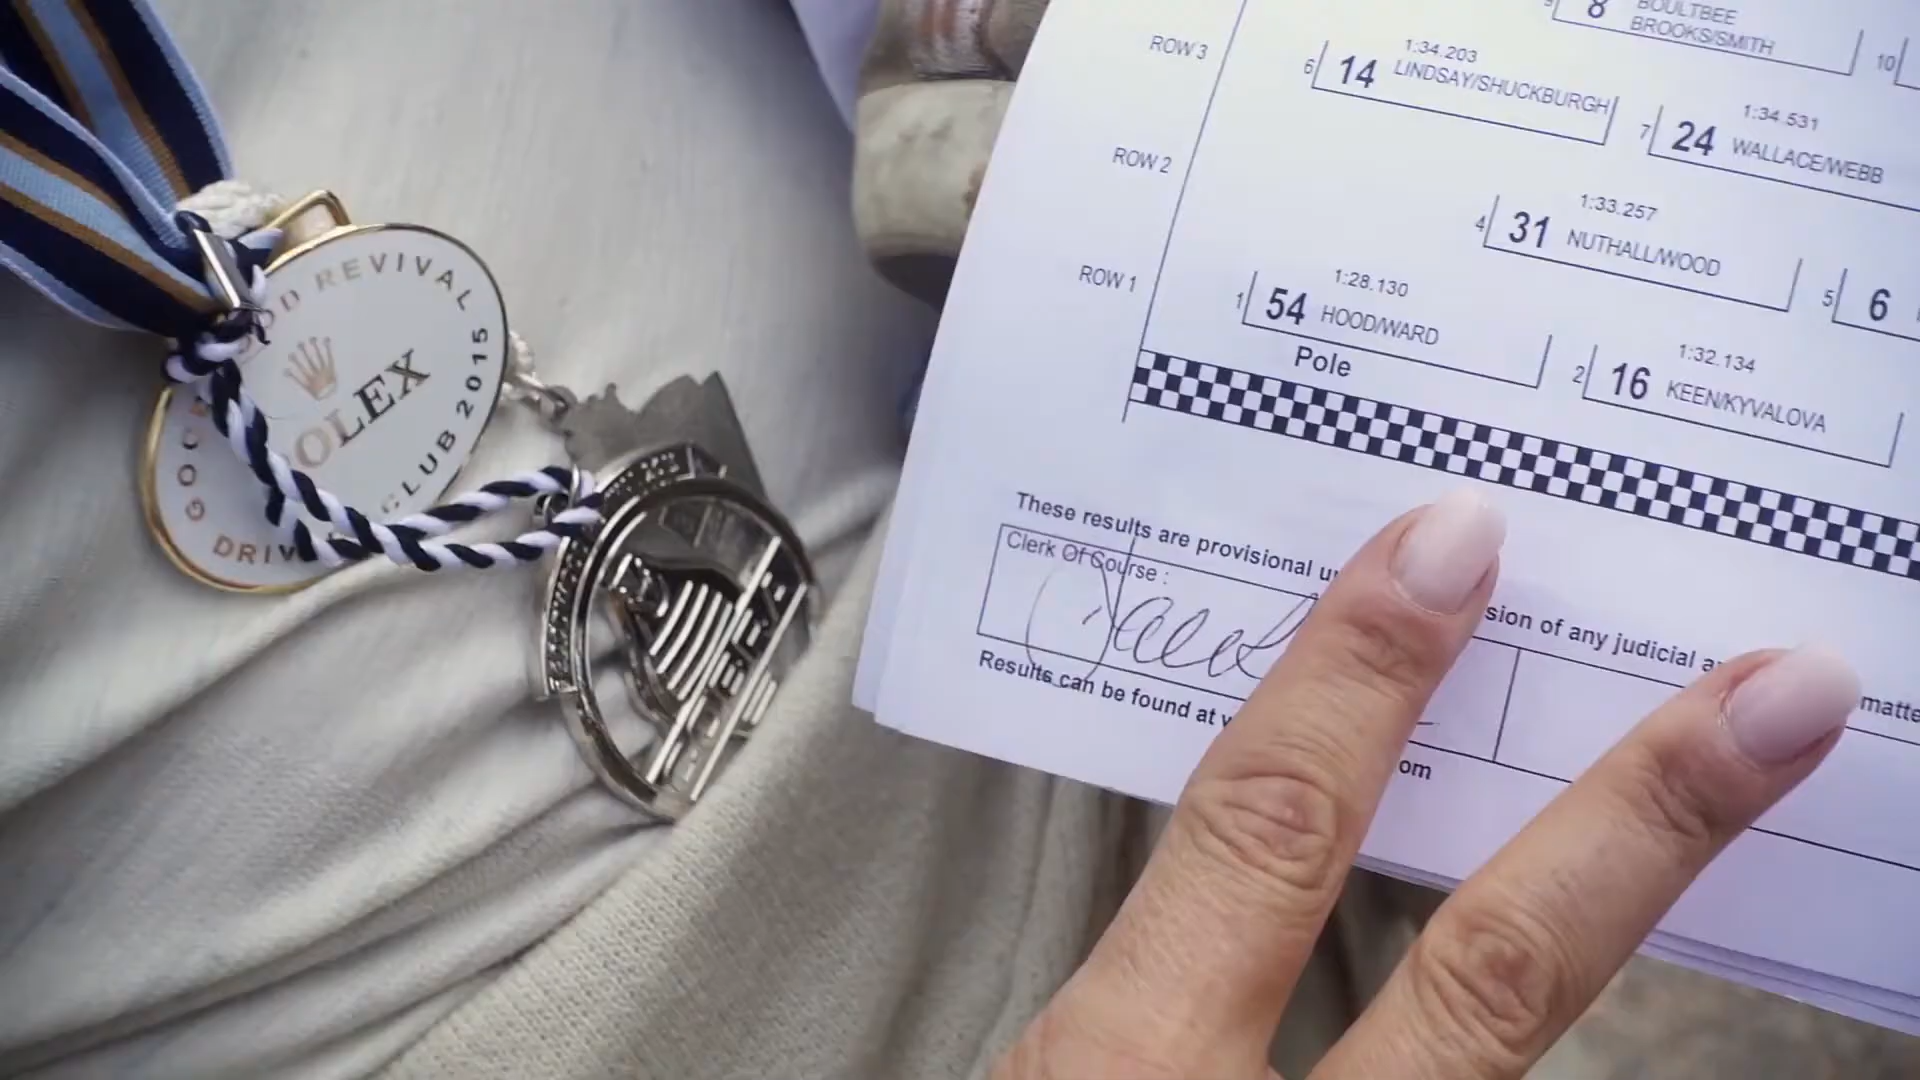 GOOD REVIVAL
ROLEX
DRIV CLUB 2015
9 8 BOULTBEE
BROOKS/SMITH
10
ROW 3
1:34.203
6 14 LINDSAY/SHUCKBURGH
1:34.531
7 24 WALLACE/WEBB
ROW 2
1:33.257
4 31 NUTHALL/WOOD
5 6
ROW 1
1:28.130
1 54 HOOD/WARD
Pole
1:32.134
2 16 KEEN/KYVALOVA
These results are provisional u sion of any judicial a matte
Clerk Of Course :
Results can be found at w om